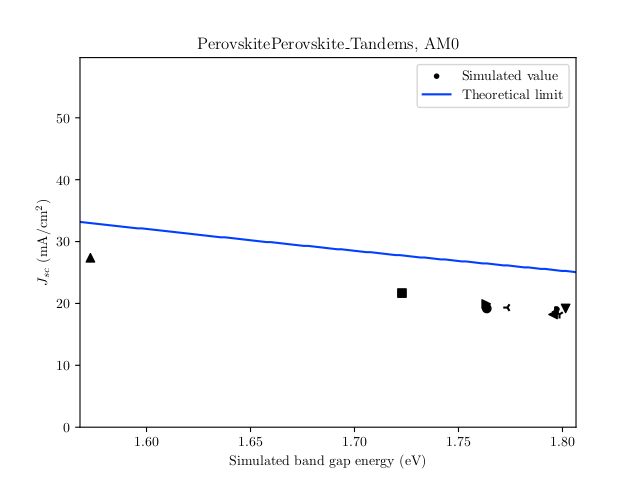 PerovskitePerovskite_Tandems, AM0
Simulated value
Theoretical limit
50
40
30
20
10
0
J_sc (mA/cm²)
1.60 1.65 1.70 1.75 1.80
Simulated band gap energy (eV)